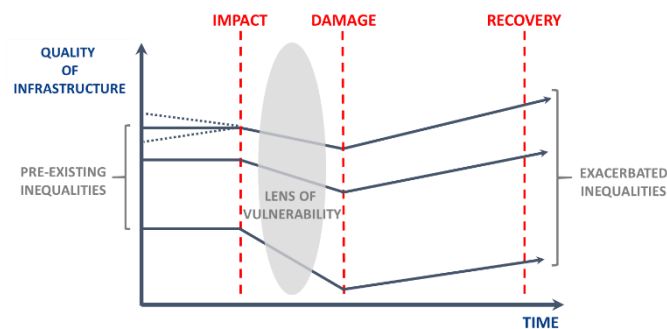 IMPACT
DAMAGE
RECOVERY
QUALITY
OF
INFRASTRUCTURE
PRE-EXISTING
INEQUALITIES
LENS OF
VULNERABILITY
EXACERBATED
INEQUALITIES
TIME